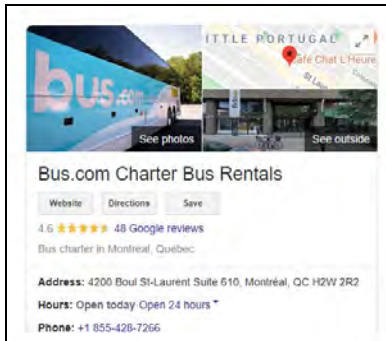 bus.com
ITTLE PORTUGAL
Café Chat L'Heure
St Laur
See photos
See outside
Bus.com Charter Bus Rentals
Website Directions Save
4.6 ★★★★★ 48 Google reviews
Bus charter in Montreal, Quebec
Address: 4200 Boul St-Laurent Suite 610, Montréal, QC H2W 2R2
Hours: Open today·Open 24 hours
Phone: +1 855-428-7266